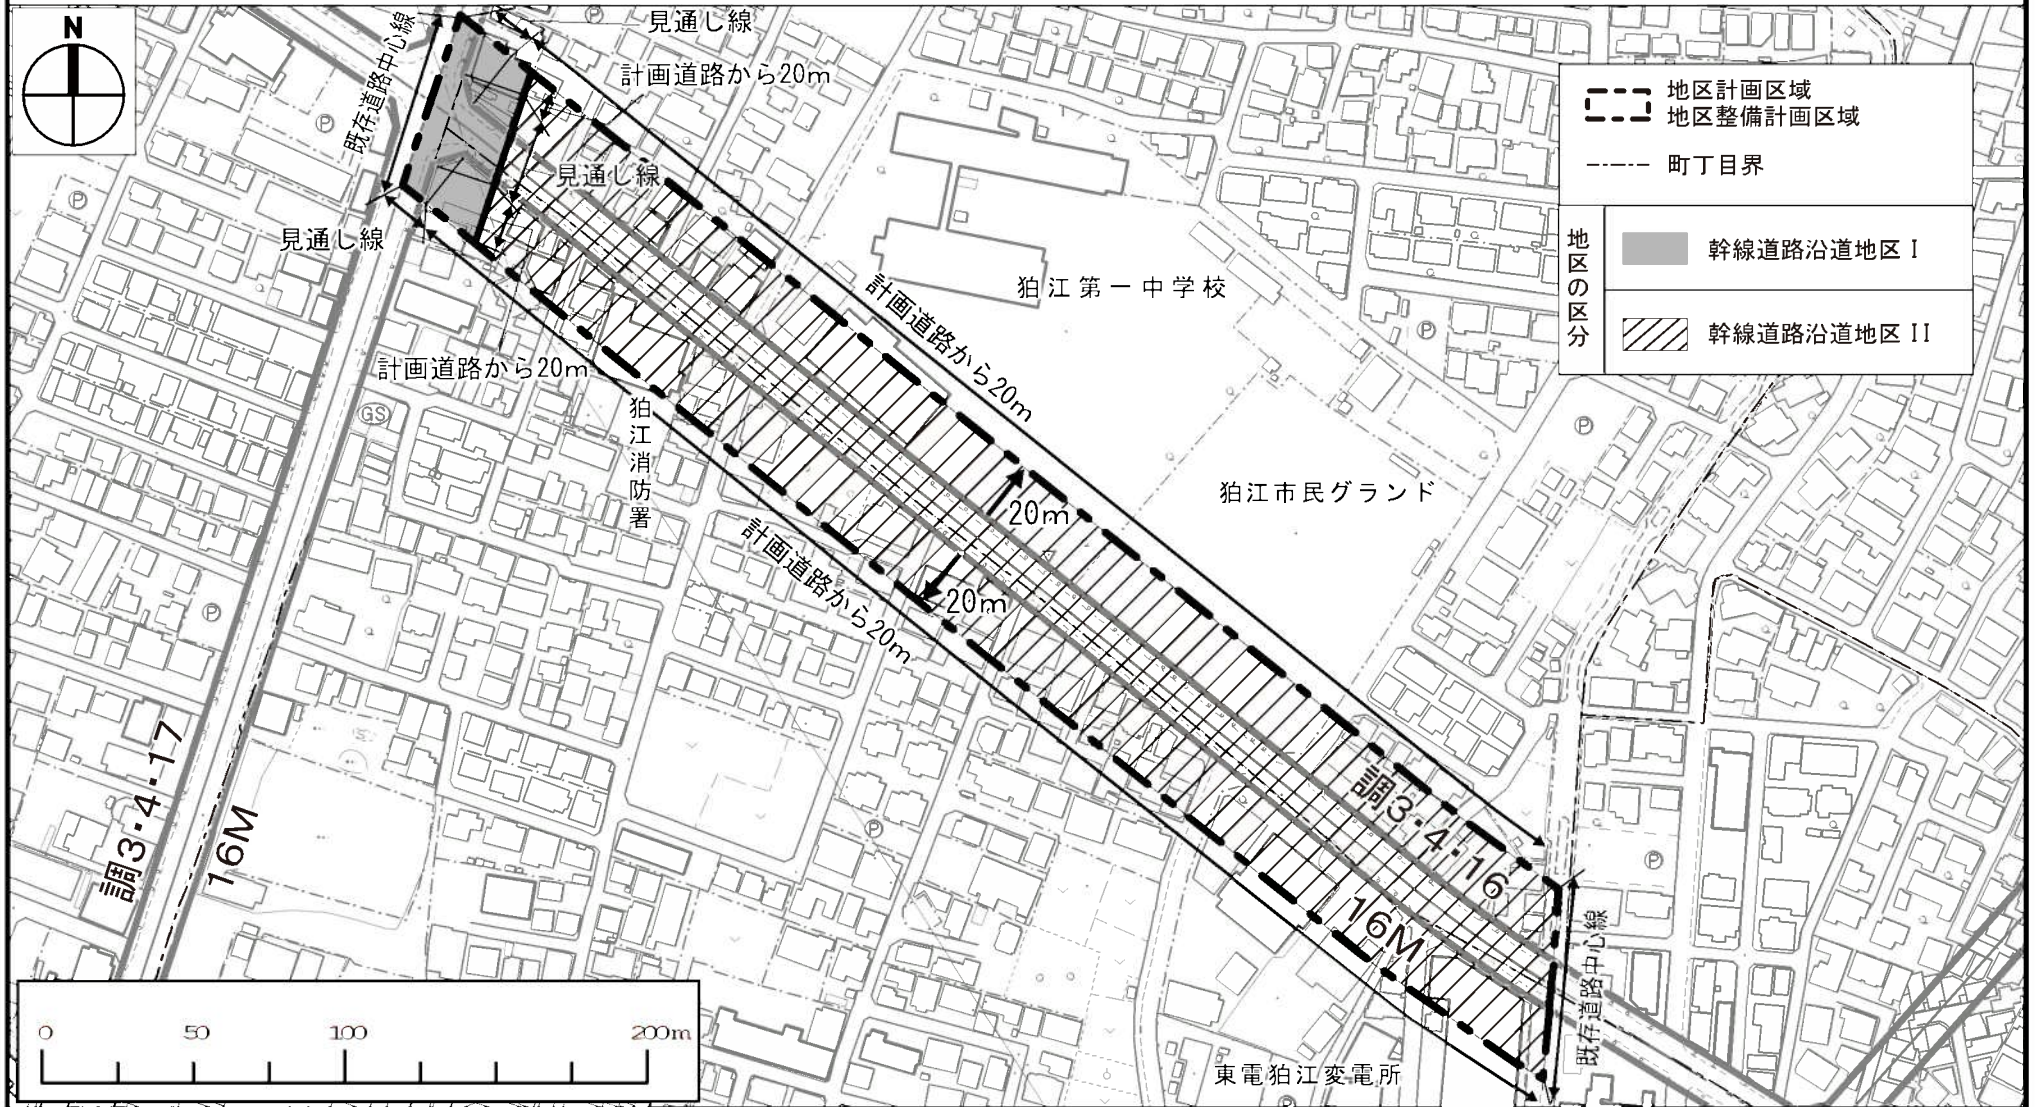 N
見通し線
計画道路から20m
既存道路中心線
見通し線
見通し線
計画道路から20m
計画道路から20m
狛江第一中学校
狛江市民グランド
狛江消防署
20m
20m
計画道路から20m
調3・4・17
16M
調3・4・16
16M
既存道路中心線
東電狛江変電所
GS
P
P
P
P
P
P
P
P
P
地区計画区域
地区整備計画区域
町丁目界
地区の区分
幹線道路沿道地区 I
幹線道路沿道地区 II
0 50 100 200m